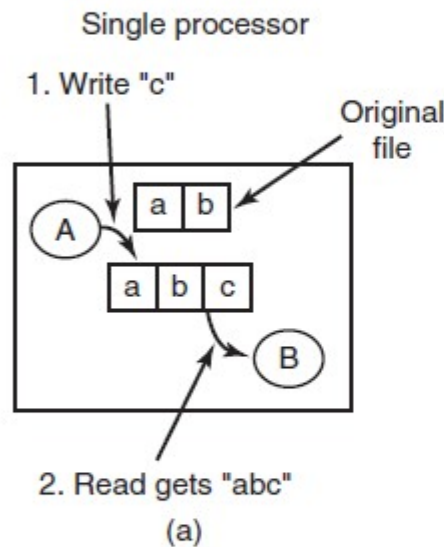 Single processor
1. Write "c"
Original
file
a b
A
a b c
B
2. Read gets "abc"
(a)